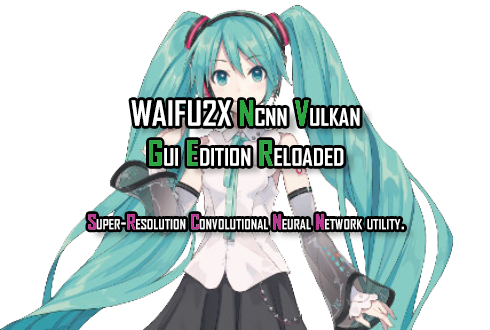 WAIFU2X NCNN VULKAN
GUI EDITION RELOADED
SUPER-RESOLUTION CONVOLUTIONAL NEURAL NETWORK UTILITY.